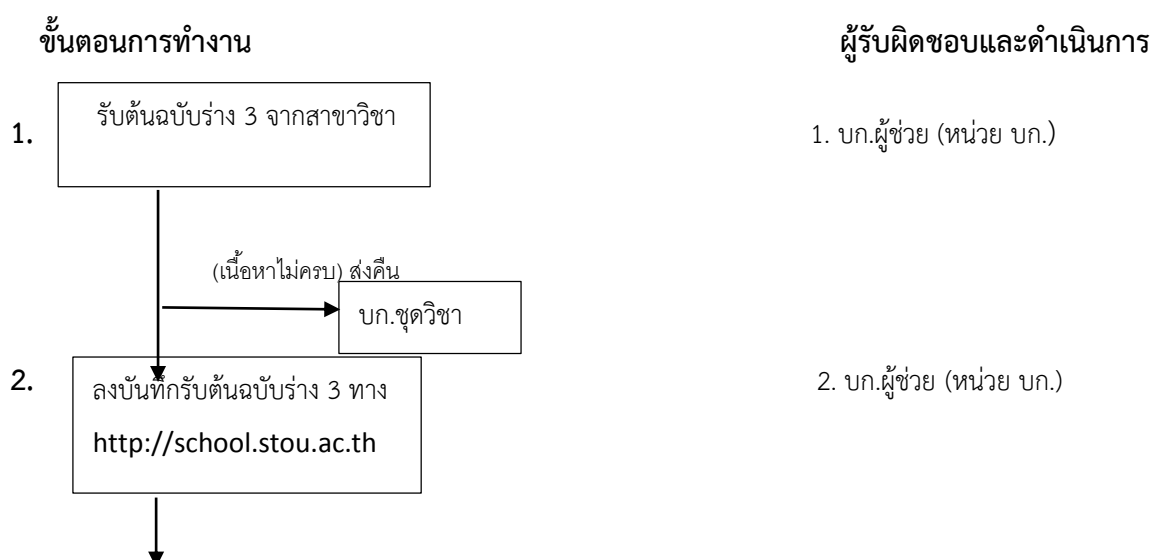 ขั้นตอนการทำงาน ผู้รับผิดชอบและดำเนินการ
1. รับต้นฉบับร่าง 3 จากสาขาวิชา 1. บก.ผู้ช่วย (หน่วย บก.)
(เนื้อหาไม่ครบ) ส่งคืน
บก.ชุดวิชา
2. ลงบันทึกรับต้นฉบับร่าง 3 ทาง 2. บก.ผู้ช่วย (หน่วย บก.)
http://school.stou.ac.th